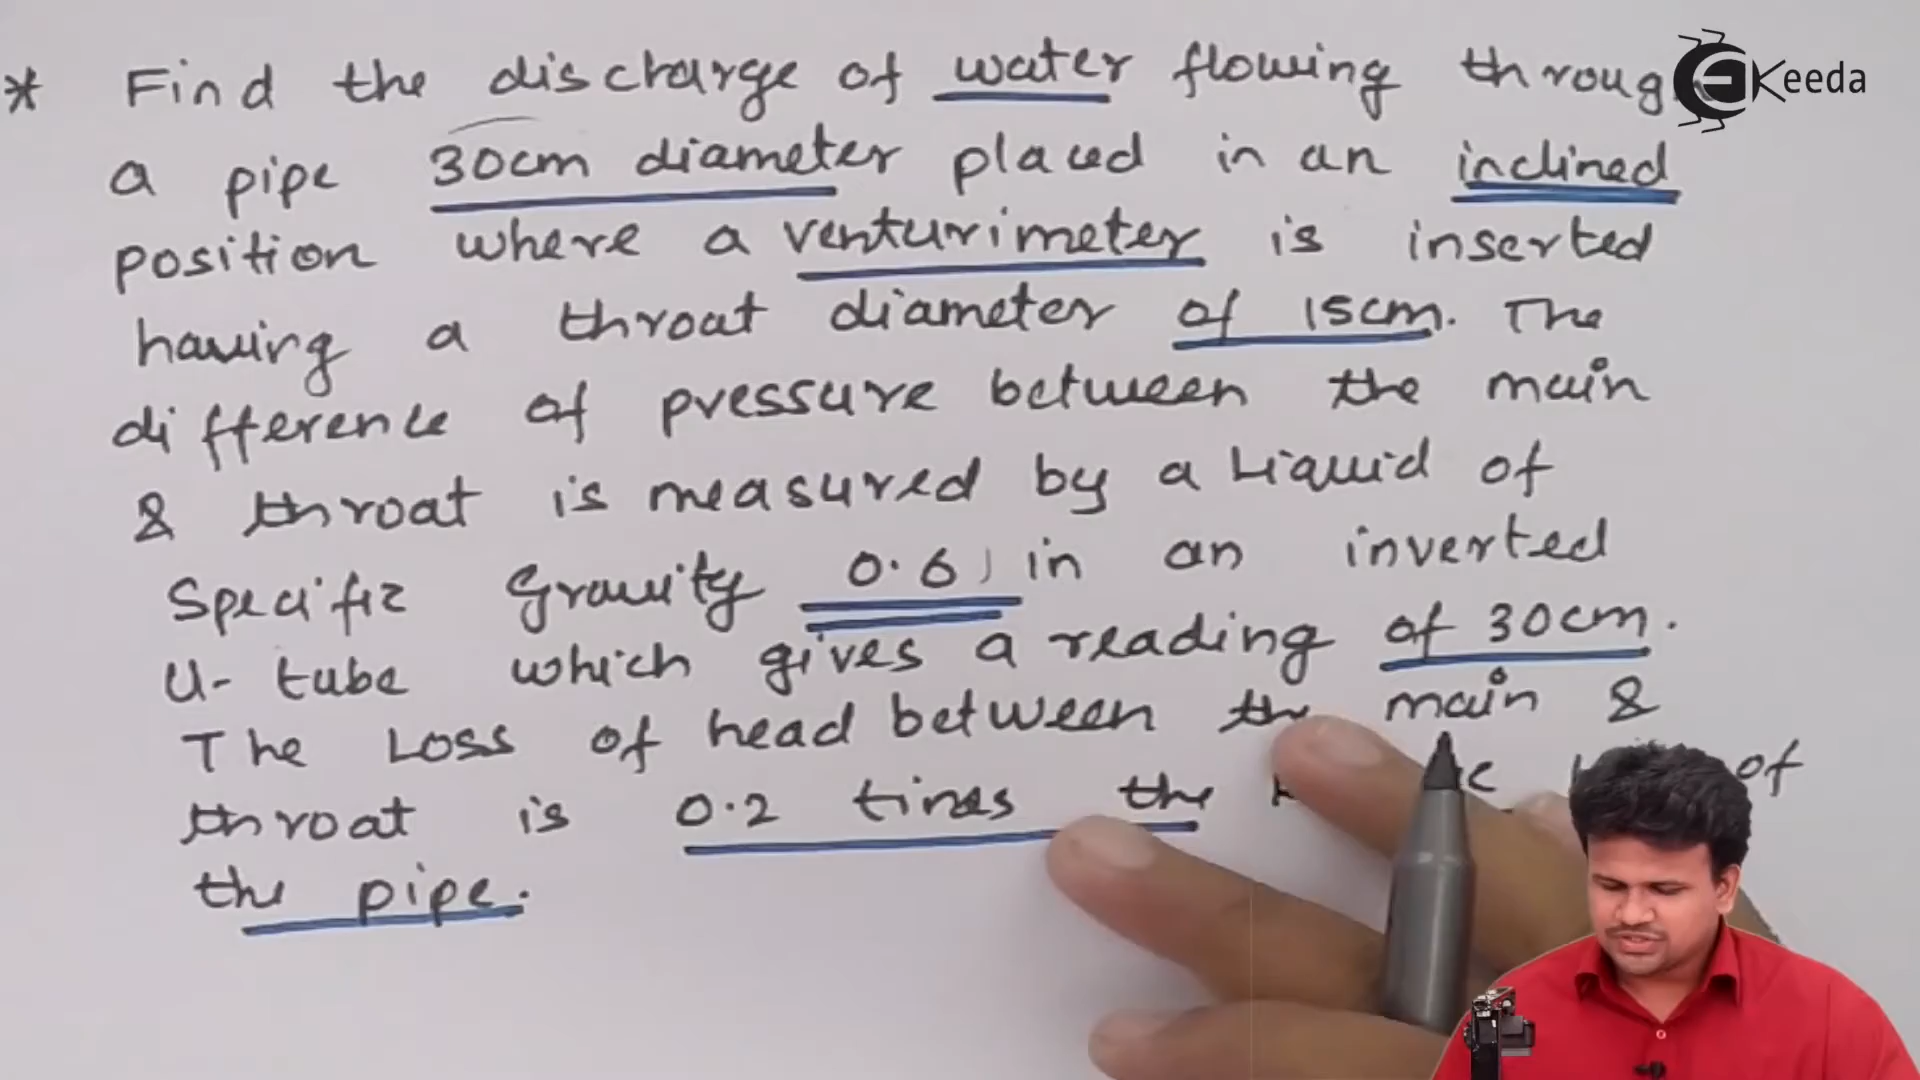 * Find the discharge of water flowing throug
Keeda
a pipe 30cm diameter placed in an inclined
position where a venturimeter is inserted
having a throat diameter of 15cm. The
difference of pressure between the main
& throat is measured by a Liquid of
Specific Gravity 0.6 in an inverted
U-tube which gives a reading of 30cm.
The Loss of head between the main &
throat is 0.2 times the of
the pipe.